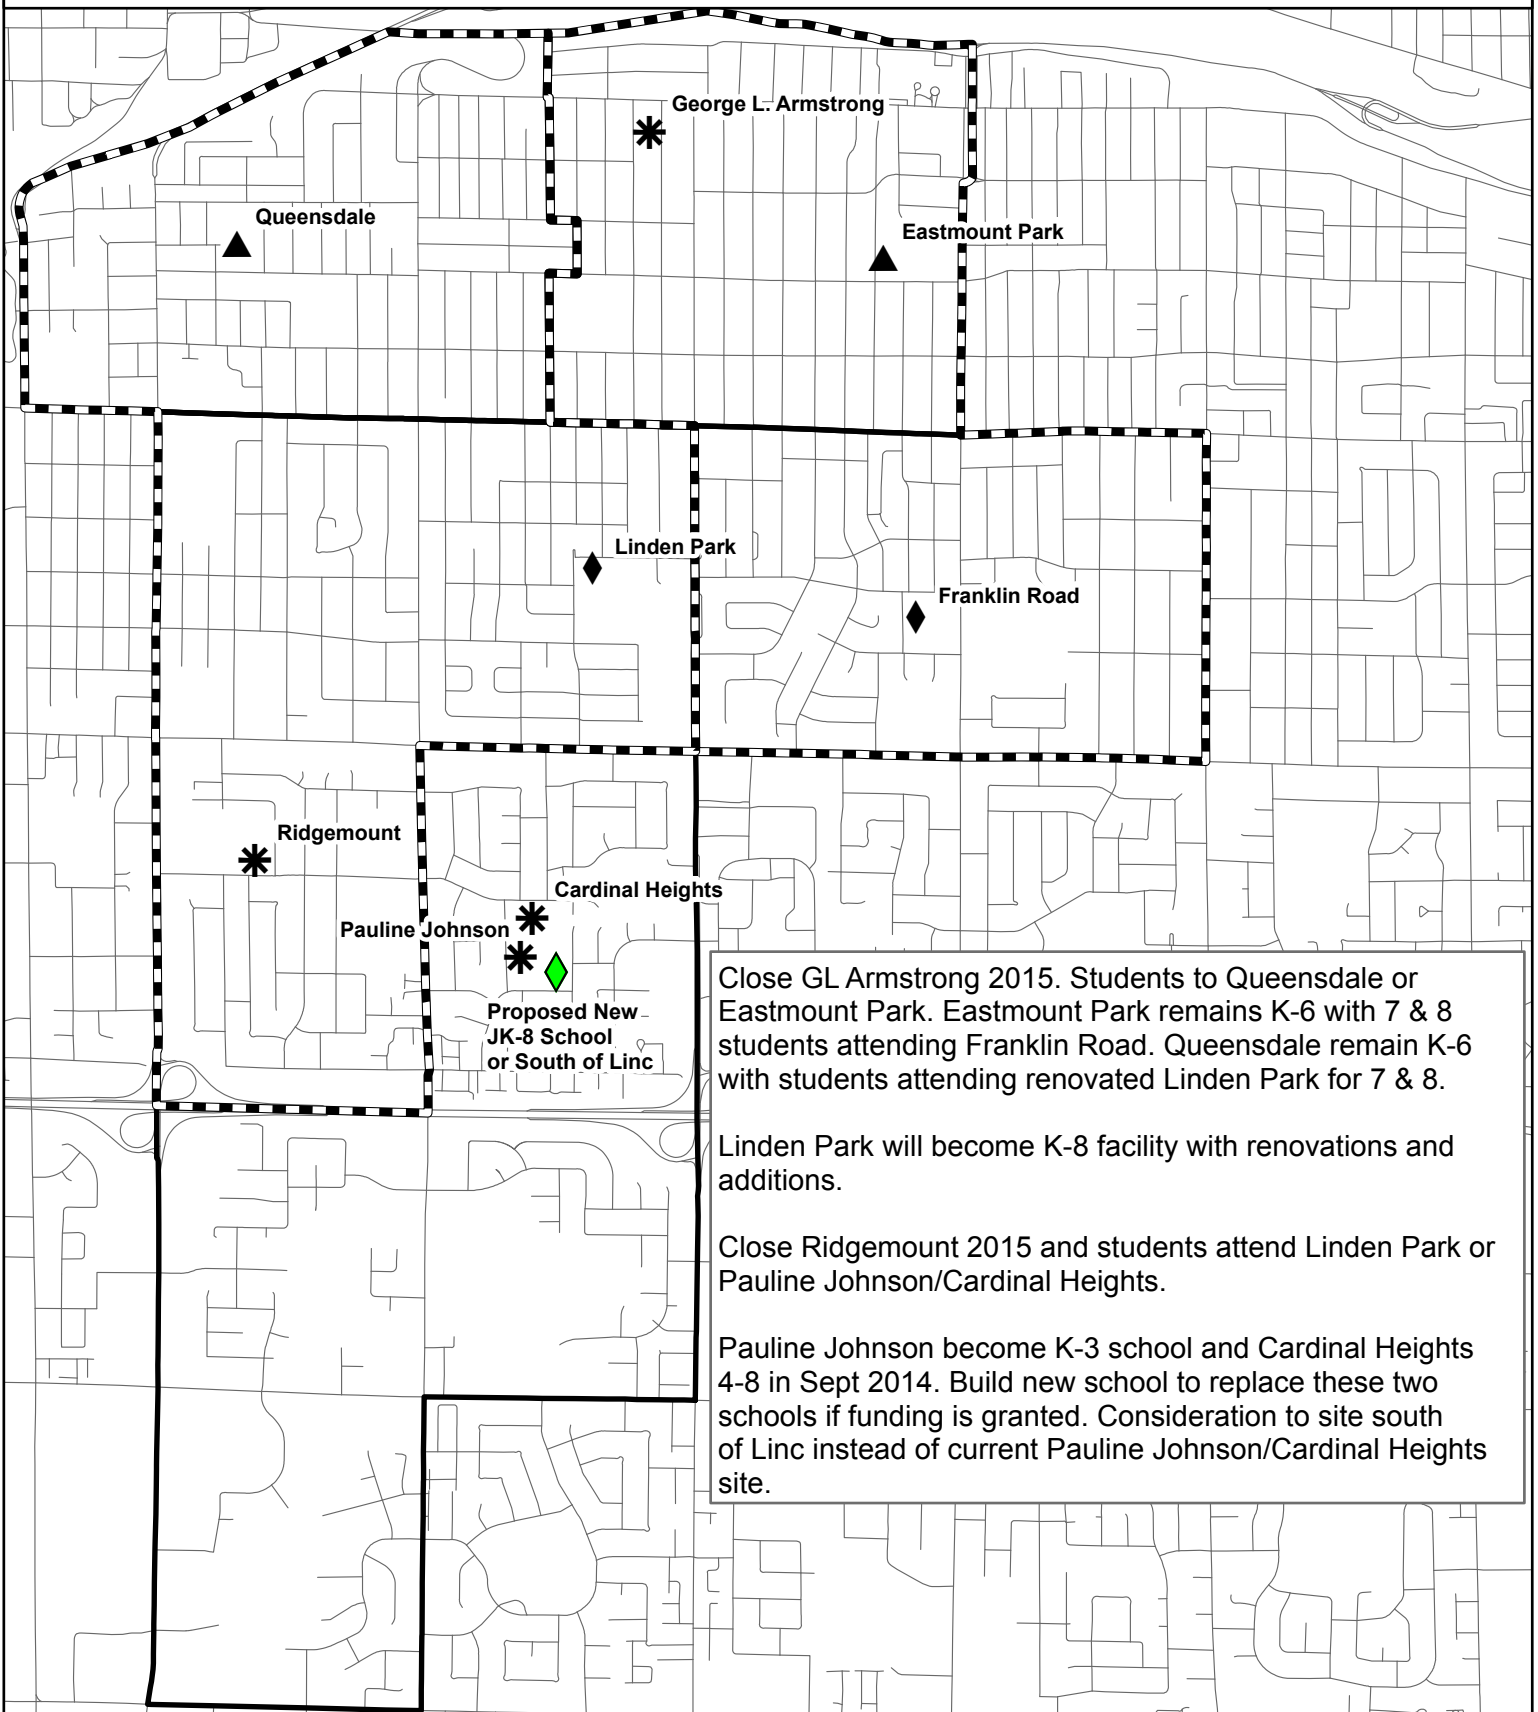 George L. Armstrong
Queensdale
Eastmount Park
Linden Park
Franklin Road
Ridgemount
Cardinal Heights
Pauline Johnson
Proposed New
JK-8 School
or South of Linc
Close GL Armstrong 2015. Students to Queensdale or
Eastmount Park. Eastmount Park remains K-6 with 7 & 8
students attending Franklin Road. Queensdale remain K-6
with students attending renovated Linden Park for 7 & 8.
Linden Park will become K-8 facility with renovations and
additions.
Close Ridgemount 2015 and students attend Linden Park or
Pauline Johnson/Cardinal Heights.
Pauline Johnson become K-3 school and Cardinal Heights
4-8 in Sept 2014. Build new school to replace these two
schools if funding is granted. Consideration to site south
of Linc instead of current Pauline Johnson/Cardinal Heights
site.